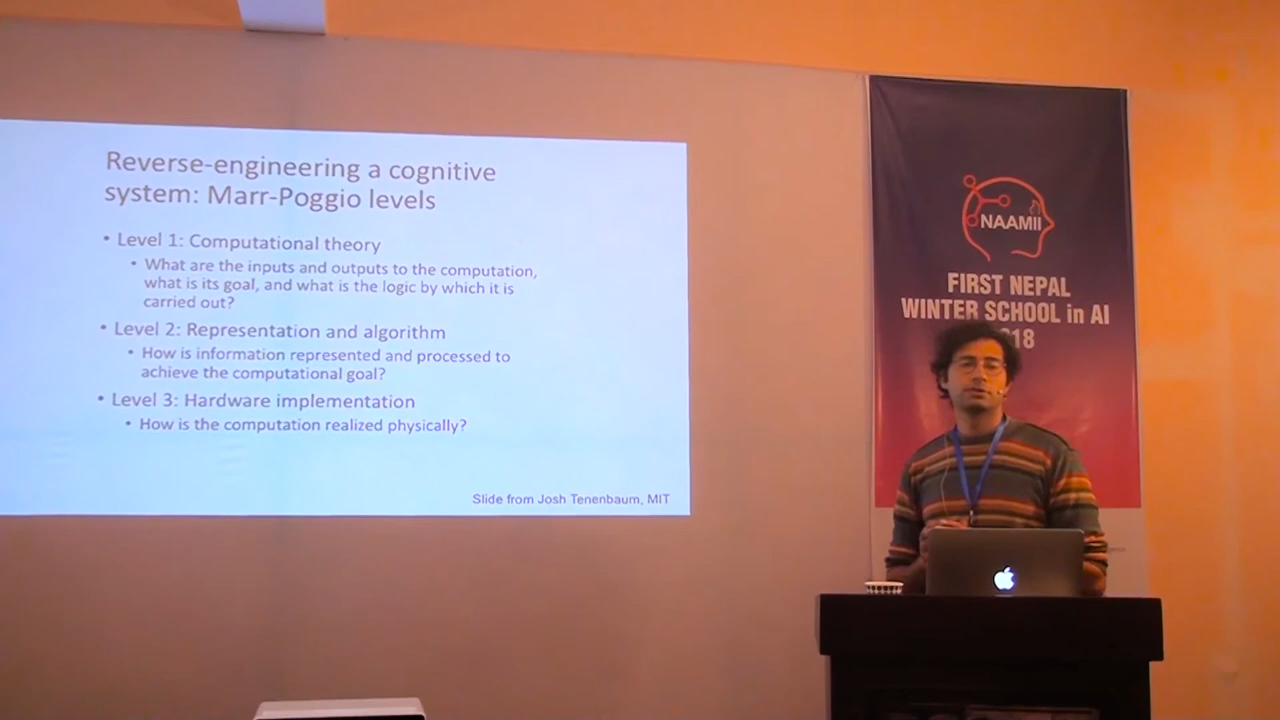 Reverse-engineering a cognitive
system: Marr-Poggio levels
• Level 1: Computational theory
• What are the inputs and outputs to the computation,
what is its goal, and what is the logic by which it is
carried out?
• Level 2: Representation and algorithm
• How is information represented and processed to
achieve the computational goal?
• Level 3: Hardware implementation
• How is the computation realized physically?
Slide from Josh Tenenbaum, MIT
NAAMII
FIRST NEPAL
WINTER SCHOOL in AI
18